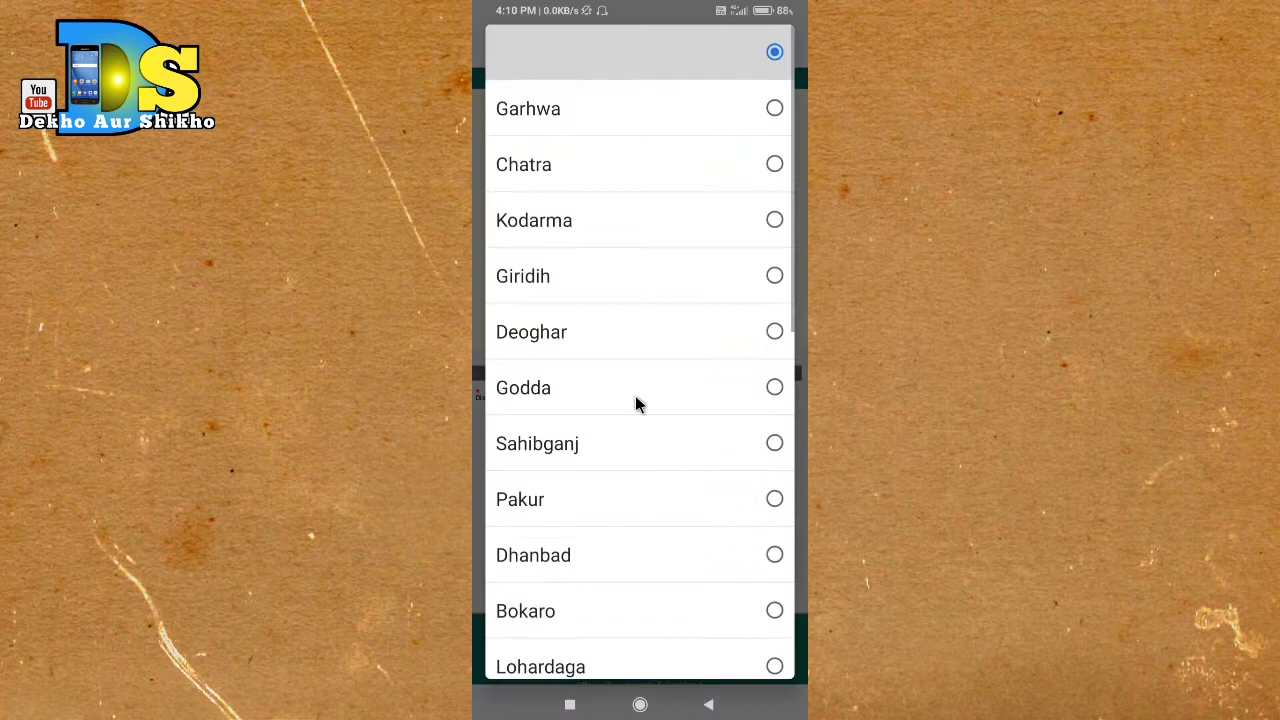 4:10 PM | 0.0KB/s
88%
You
Tube
DS
Dekho Aur Shikho
Garhwa
Chatra
Kodarma
Giridih
Deoghar
Godda
Sahibganj
Pakur
Dhanbad
Bokaro
Lohardaga